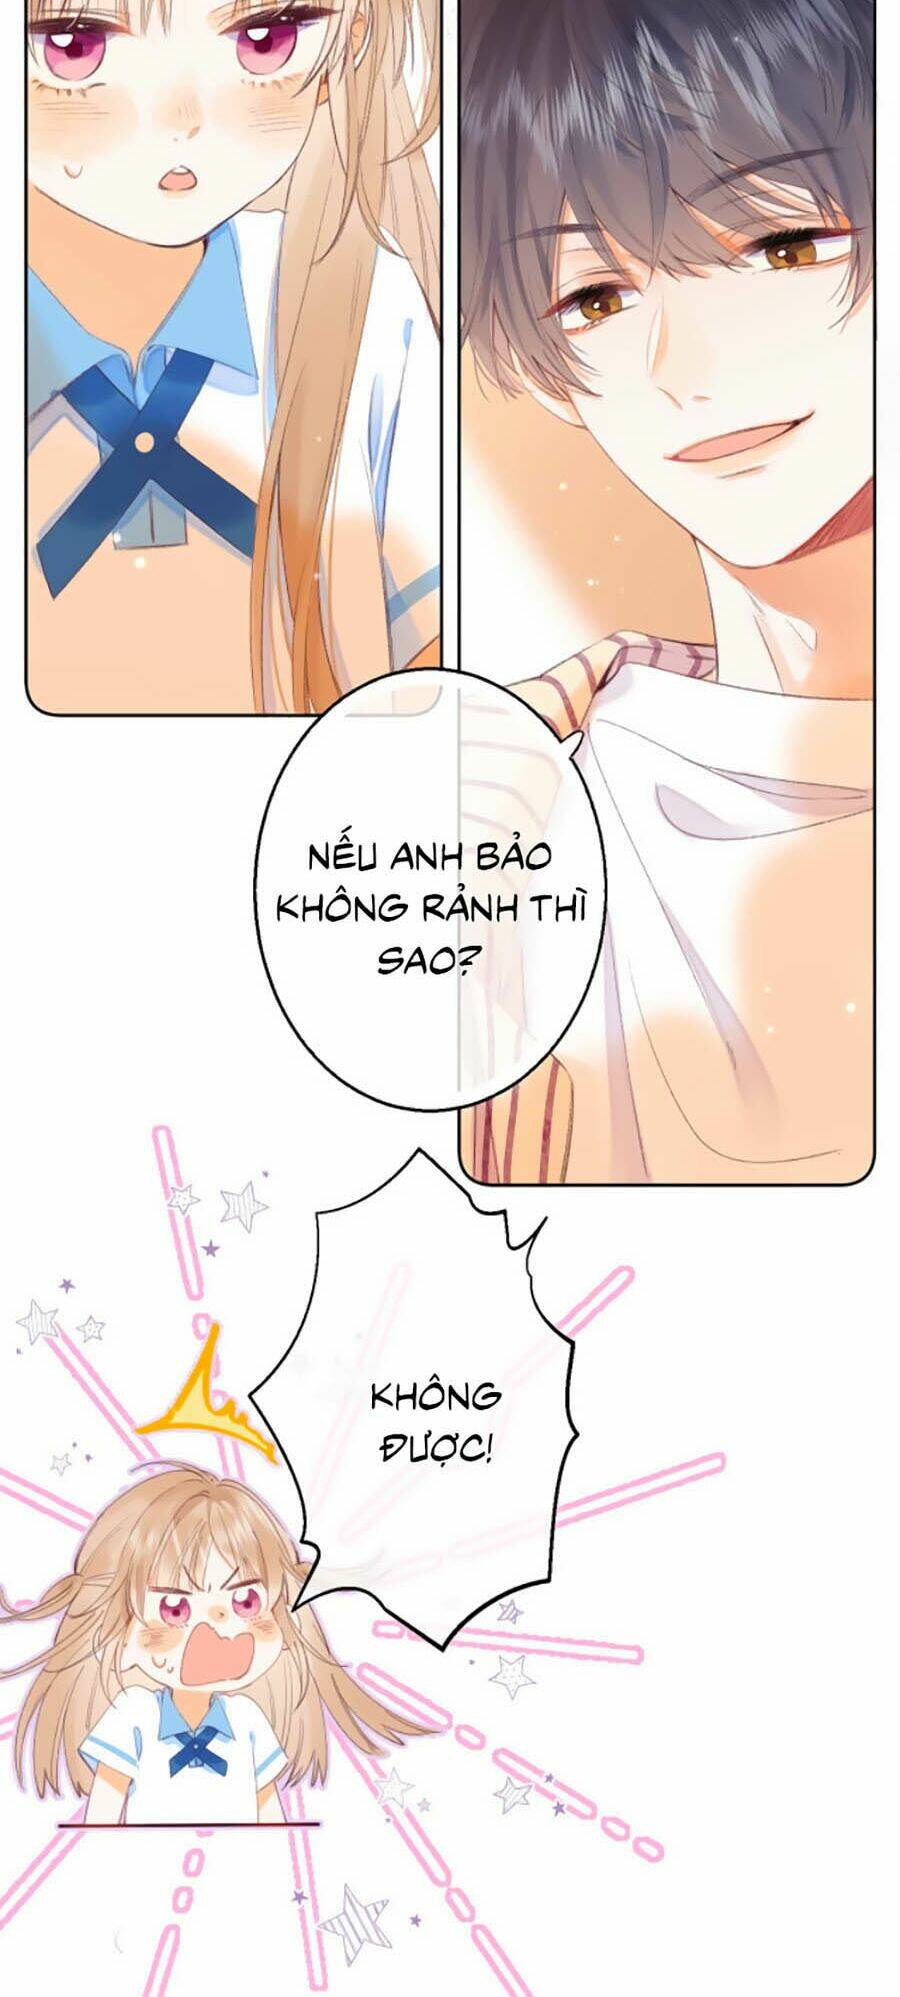 NẾU ANH BẢO
KHÔNG RẢNH THÌ
SAO?
KHÔNG
ĐƯỢC!